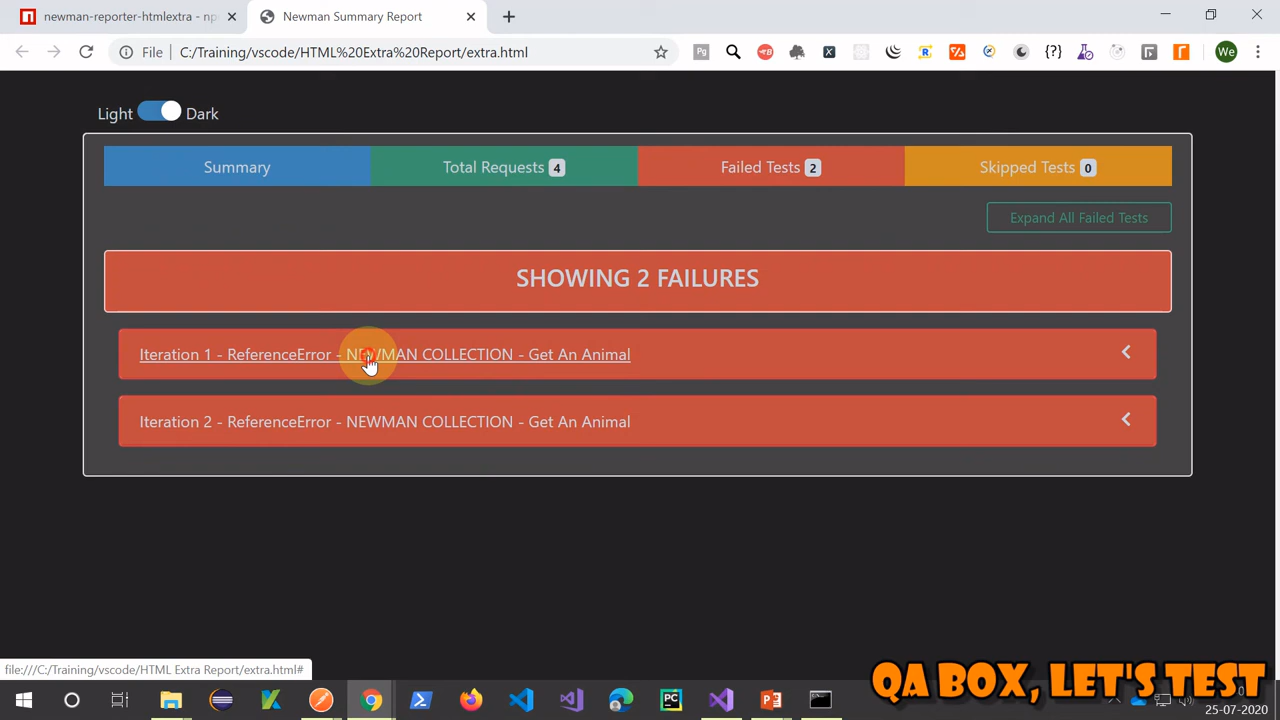 newman-reporter-htmlextra - np
Newman Summary Report
File C:/Training/vscode/HTML%20Extra%20Report/extra.html
We
Light Dark
Summary
Total Requests 4
Failed Tests 2
Skipped Tests 0
Expand All Failed Tests
SHOWING 2 FAILURES
Iteration 1 - ReferenceError - NEWMAN COLLECTION - Get An Animal
Iteration 2 - ReferenceError - NEWMAN COLLECTION - Get An Animal
file:///C:/Training/vscode/HTML Extra Report/extra.html#
QA BOX, LET'S TEST
25-07-2020